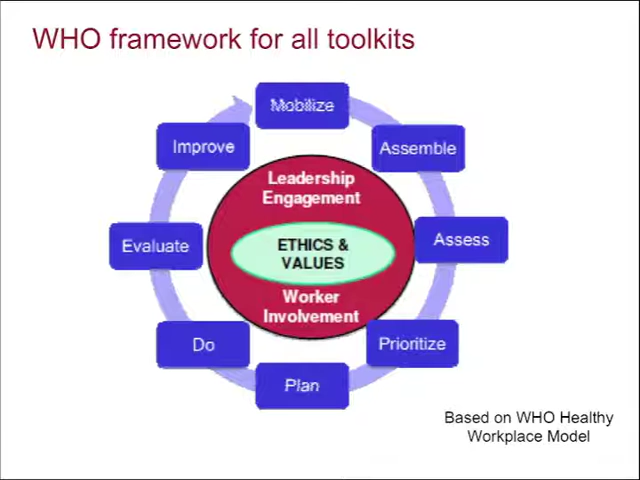 WHO framework for all toolkits
Mobilize
Improve
Assemble
Leadership
Engagement
Evaluate
ETHICS &
VALUES
Assess
Worker
Involvement
Do
Prioritize
Plan
Based on WHO Healthy
Workplace Model